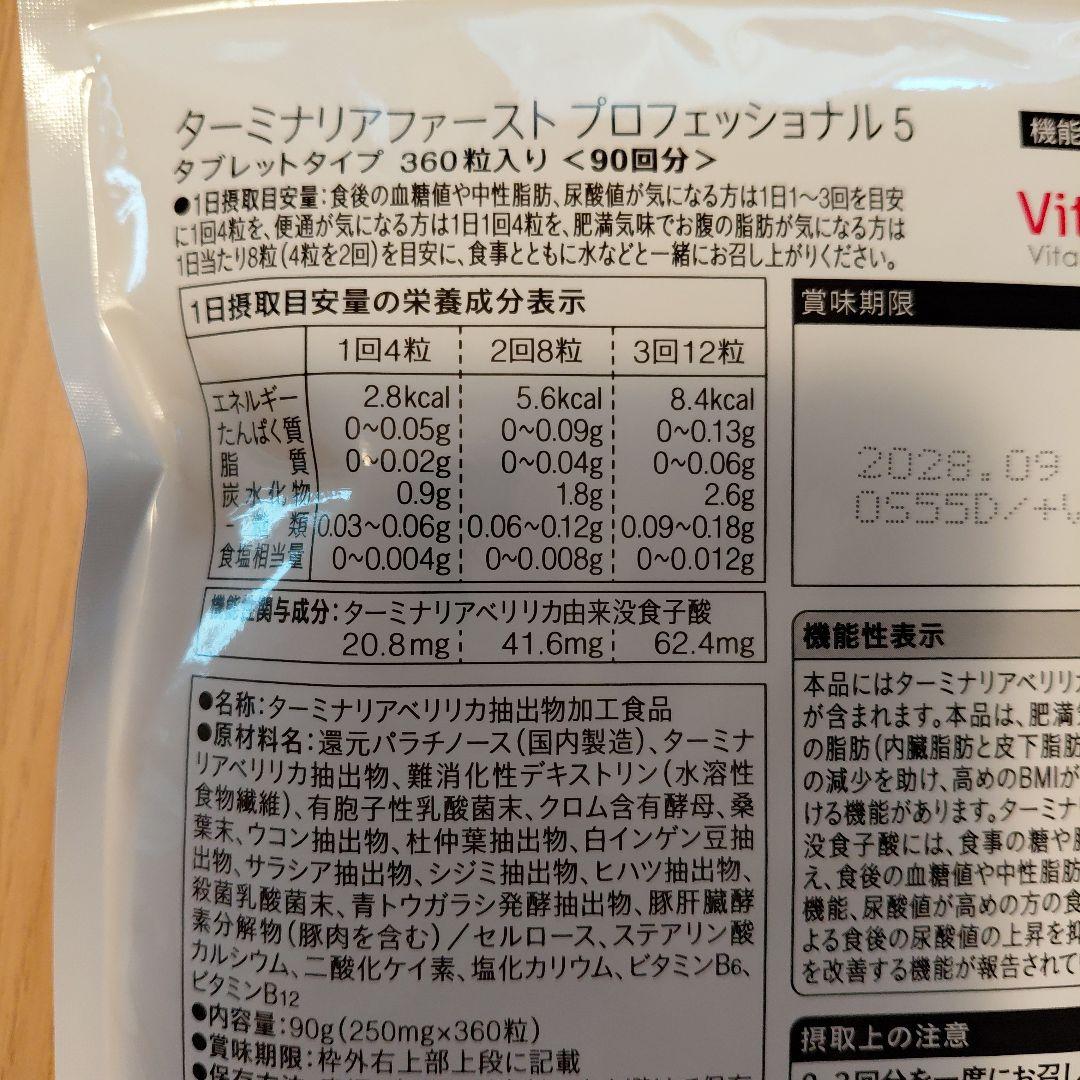 ターミナリアファースト プロフェッショナル 5
タブレットタイプ 360粒入り <90回分>
●1日摂取目安量:食後の血糖値や中性脂肪、尿酸値が気になる方は1日1〜3回を目安
に1回4粒を、便通が気になる方は1日1回4粒を、肥満気味でお腹の脂肪が気になる方は
1日当たり8粒(4粒を2回)を目安に、食事とともに水などと一緒にお召し上がりください。
1日摂取目安量の栄養成分表示
1回4粒 2回8粒 3回12粒
エネルギー 2.8kcal 5.6kcal 8.4kcal
たんぱく質 0~0.05g 0~0.09g 0~0.13g
脂質 0~0.02g 0~0.04g 0~0.06g
炭水化物 0.9g 1.8g 2.6g
類 0.03~0.06g 0.06~0.12g 0.09~0.18g
食塩相当量 0~0.004g 0~0.008g 0~0.012g
機能性関与成分:ターミナリアベリリカ由来没食子酸
20.8mg 41.6mg 62.4mg
●名称:ターミナリアベリリカ抽出物加工食品
●原材料名:還元パラチノース(国内製造)、ターミナ
リアベリリカ抽出物、難消化性デキストリン(水溶性
食物繊維)、有胞子性乳酸菌末、クロム含有酵母、桑
葉末、ウコン抽出物、杜仲葉抽出物、白インゲン豆抽
出物、サラシア抽出物、シジミ抽出物、ヒハツ抽出物、
殺菌乳酸菌末、青トウガラシ発酵抽出物、豚肝臓酵
素分解物(豚肉を含む)/セルロース、ステアリン酸
カルシウム、二酸化ケイ素、塩化カリウム、ビタミンB6、
ビタミンB12
●内容量:90g(250mg×360粒)
●賞味期限:枠外右上部上段に記載
機能
Vit
Vita
賞味期限
2028.09
0S55D/+
機能性表示
本品にはターミナリアベリリ
が含まれます。本品は、肥満
の脂肪(内臓脂肪と皮下脂肪
の減少を助け、高めのBMIが
ける機能があります。ターミナ
没食子酸には、食事の糖や
え、食後の血糖値や中性脂肪
機能、尿酸値が高めの方の食
よる食後の尿酸値の上昇を抑
を改善する機能が報告されて
摂取上の注意